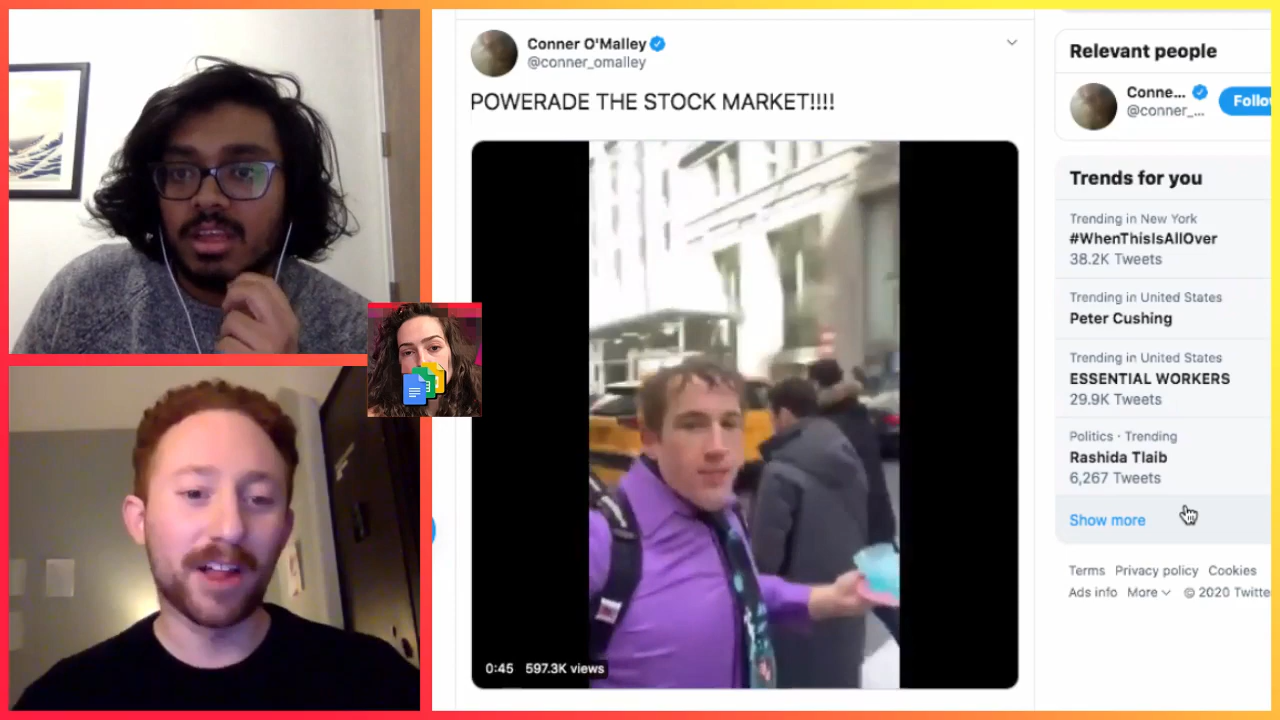 Conner O'Malley
@conner_omalley
POWERADE THE STOCK MARKET!!!!
0:45 597.3K views
Relevant people
Conne...
@conner_...
Follo
Trends for you
Trending in New York
#WhenThisIsAllOver
38.2K Tweets
Trending in United States
Peter Cushing
Trending in United States
ESSENTIAL WORKERS
29.9K Tweets
Politics · Trending
Rashida Tlaib
6,267 Tweets
Show more
Terms Privacy policy Cookies
Ads info More © 2020 Twitte